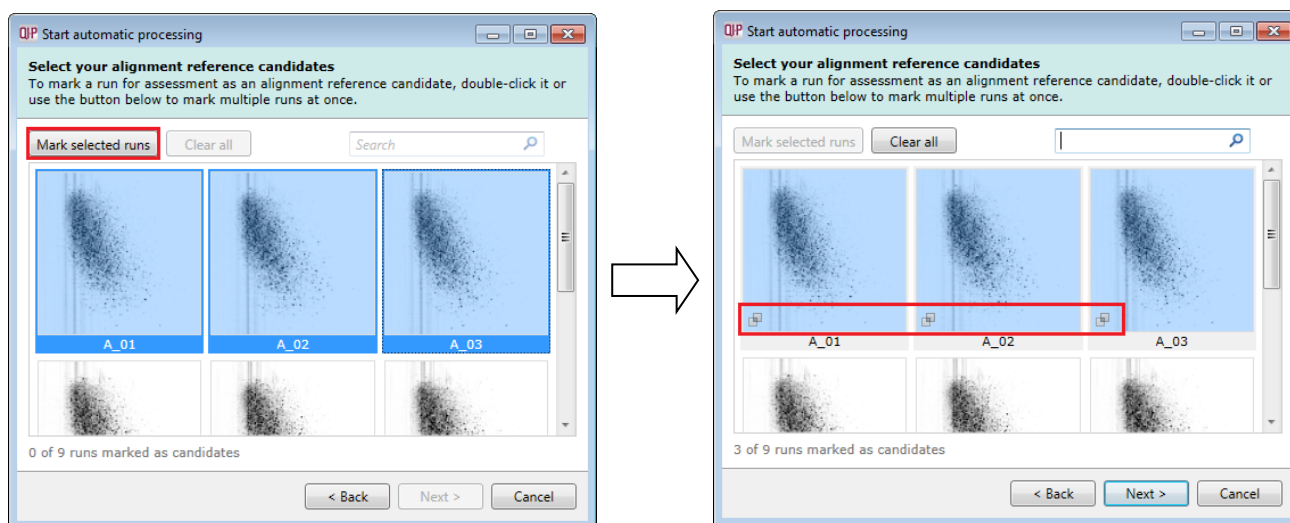 QIP Start automatic processing
Select your alignment reference candidates
To mark a run for assessment as an alignment reference candidate, double-click it or
use the button below to mark multiple runs at once.
Mark selected runs Clear all Search
A_01 A_02 A_03
0 of 9 runs marked as candidates
< Back Next > Cancel
QIP Start automatic processing
Select your alignment reference candidates
To mark a run for assessment as an alignment reference candidate, double-click it or
use the button below to mark multiple runs at once.
Mark selected runs Clear all
A_01 A_02 A_03
3 of 9 runs marked as candidates
< Back Next > Cancel